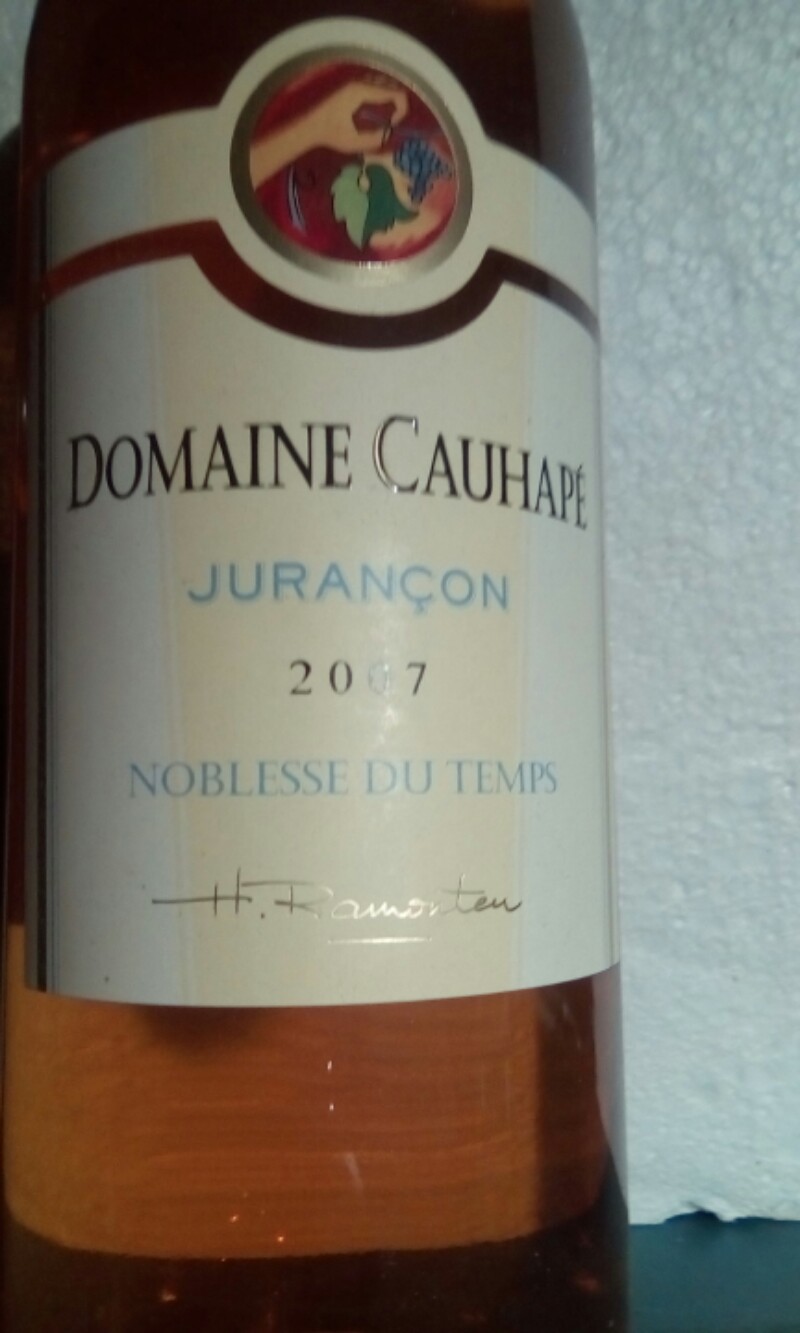 DOMAINE CAUHAPÉ
JURANÇON
2007
NOBLESSE DU TEMPS
H. Ramonteu